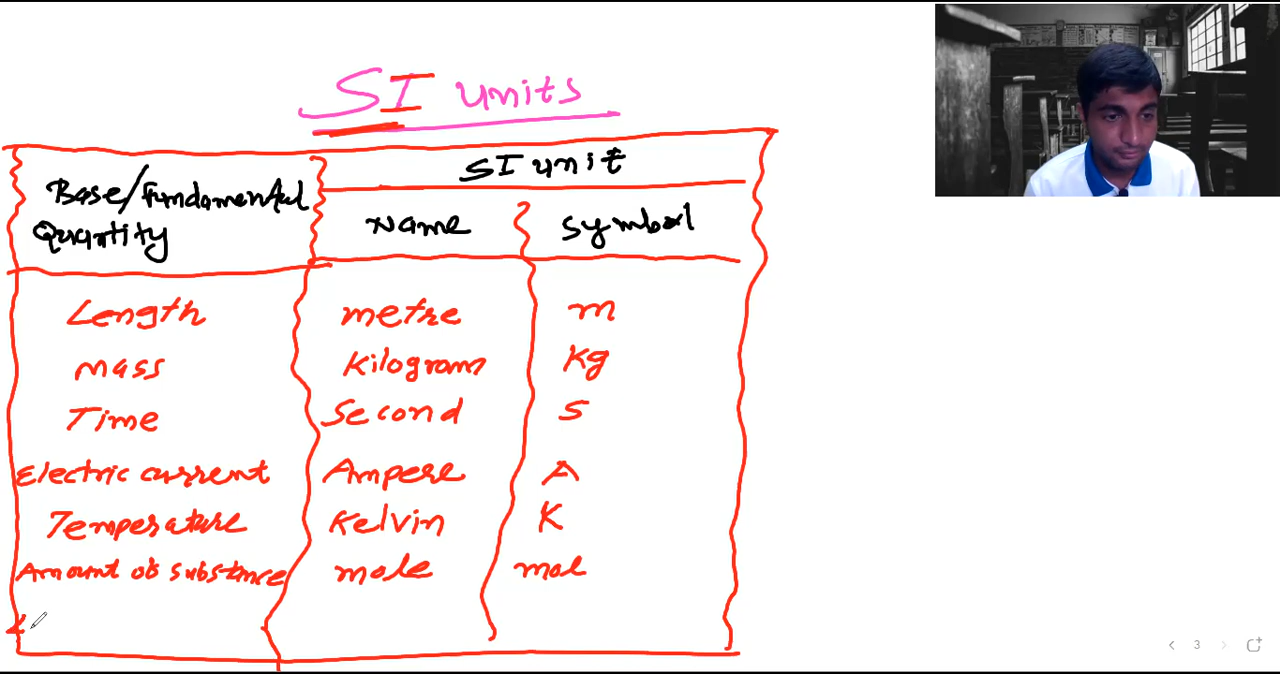 SI units
Base/Fundamental Quantity SI unit
Name Symbol
Length metre m
Mass Kilogram Kg
Time Second S
Electric current Ampere A
Temperature Kelvin K
Amount of substance mole mol
3